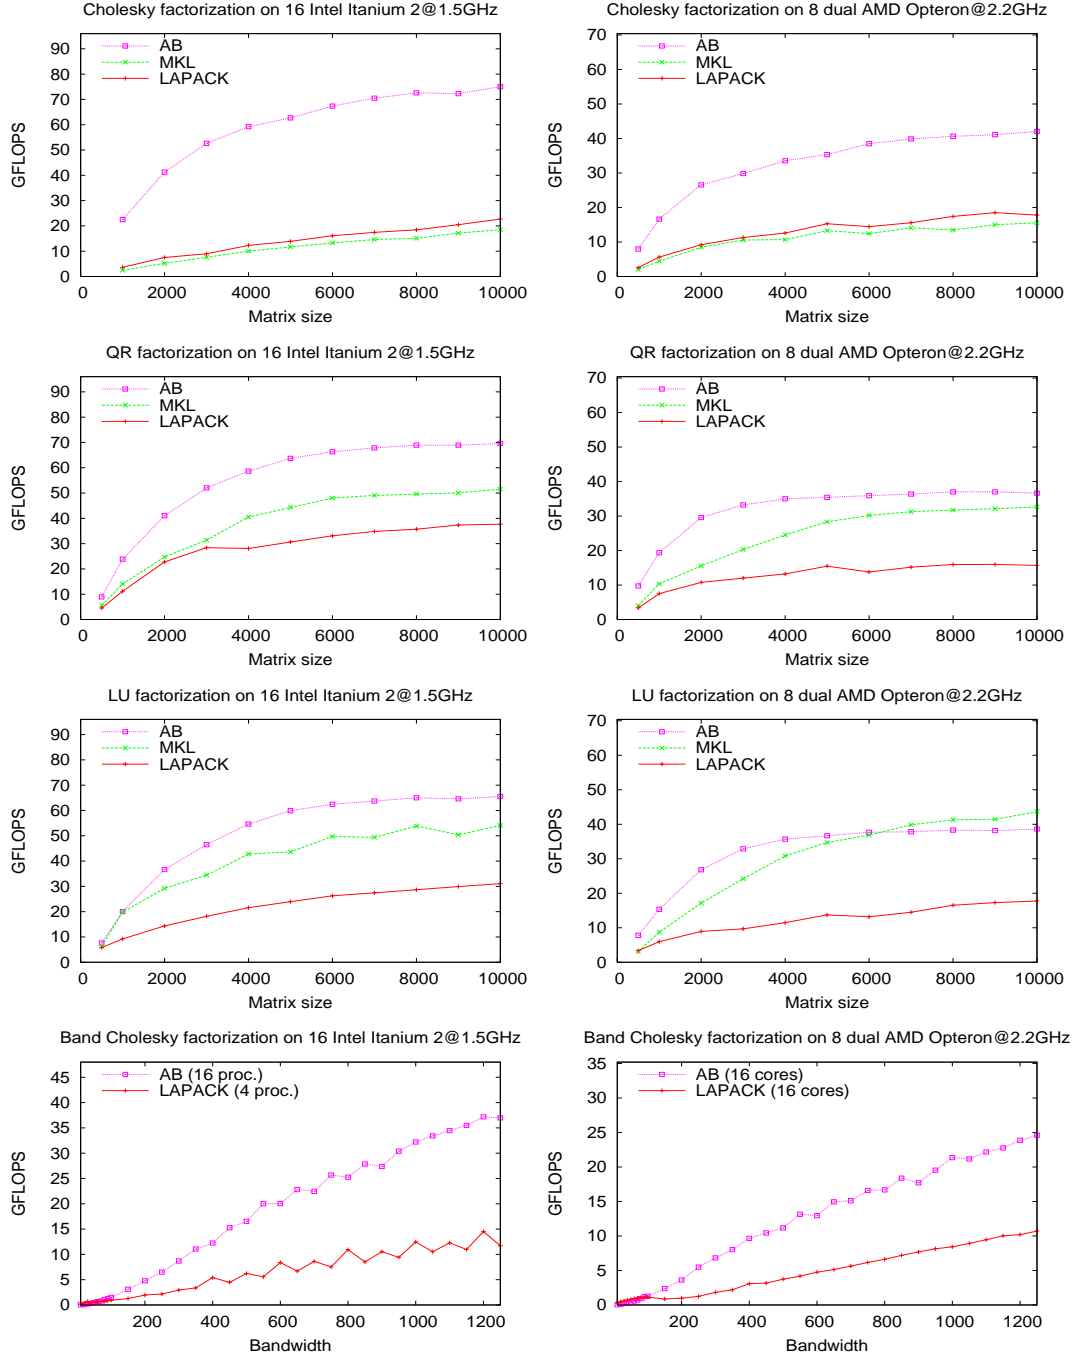 Cholesky factorization on 16 Intel Itanium 2@1.5GHz
AB
MKL
LAPACK
GFLOPS
90
80
70
60
50
40
30
20
10
0
0 2000 4000 6000 8000 10000
Matrix size
Cholesky factorization on 8 dual AMD Opteron@2.2GHz
AB
MKL
LAPACK
GFLOPS
70
60
50
40
30
20
10
0
0 2000 4000 6000 8000 10000
Matrix size
QR factorization on 16 Intel Itanium 2@1.5GHz
AB
MKL
LAPACK
GFLOPS
90
80
70
60
50
40
30
20
10
0
0 2000 4000 6000 8000 10000
Matrix size
QR factorization on 8 dual AMD Opteron@2.2GHz
AB
MKL
LAPACK
GFLOPS
70
60
50
40
30
20
10
0
0 2000 4000 6000 8000 10000
Matrix size
LU factorization on 16 Intel Itanium 2@1.5GHz
AB
MKL
LAPACK
GFLOPS
90
80
70
60
50
40
30
20
10
0
0 2000 4000 6000 8000 10000
Matrix size
LU factorization on 8 dual AMD Opteron@2.2GHz
AB
MKL
LAPACK
GFLOPS
70
60
50
40
30
20
10
0
0 2000 4000 6000 8000 10000
Matrix size
Band Cholesky factorization on 16 Intel Itanium 2@1.5GHz
AB (16 proc.)
LAPACK (4 proc.)
GFLOPS
45
40
35
30
25
20
15
10
5
0
200 400 600 800 1000 1200
Bandwidth
Band Cholesky factorization on 8 dual AMD Opteron@2.2GHz
AB (16 cores)
LAPACK (16 cores)
GFLOPS
35
30
25
20
15
10
5
0
200 400 600 800 1000 1200
Bandwidth